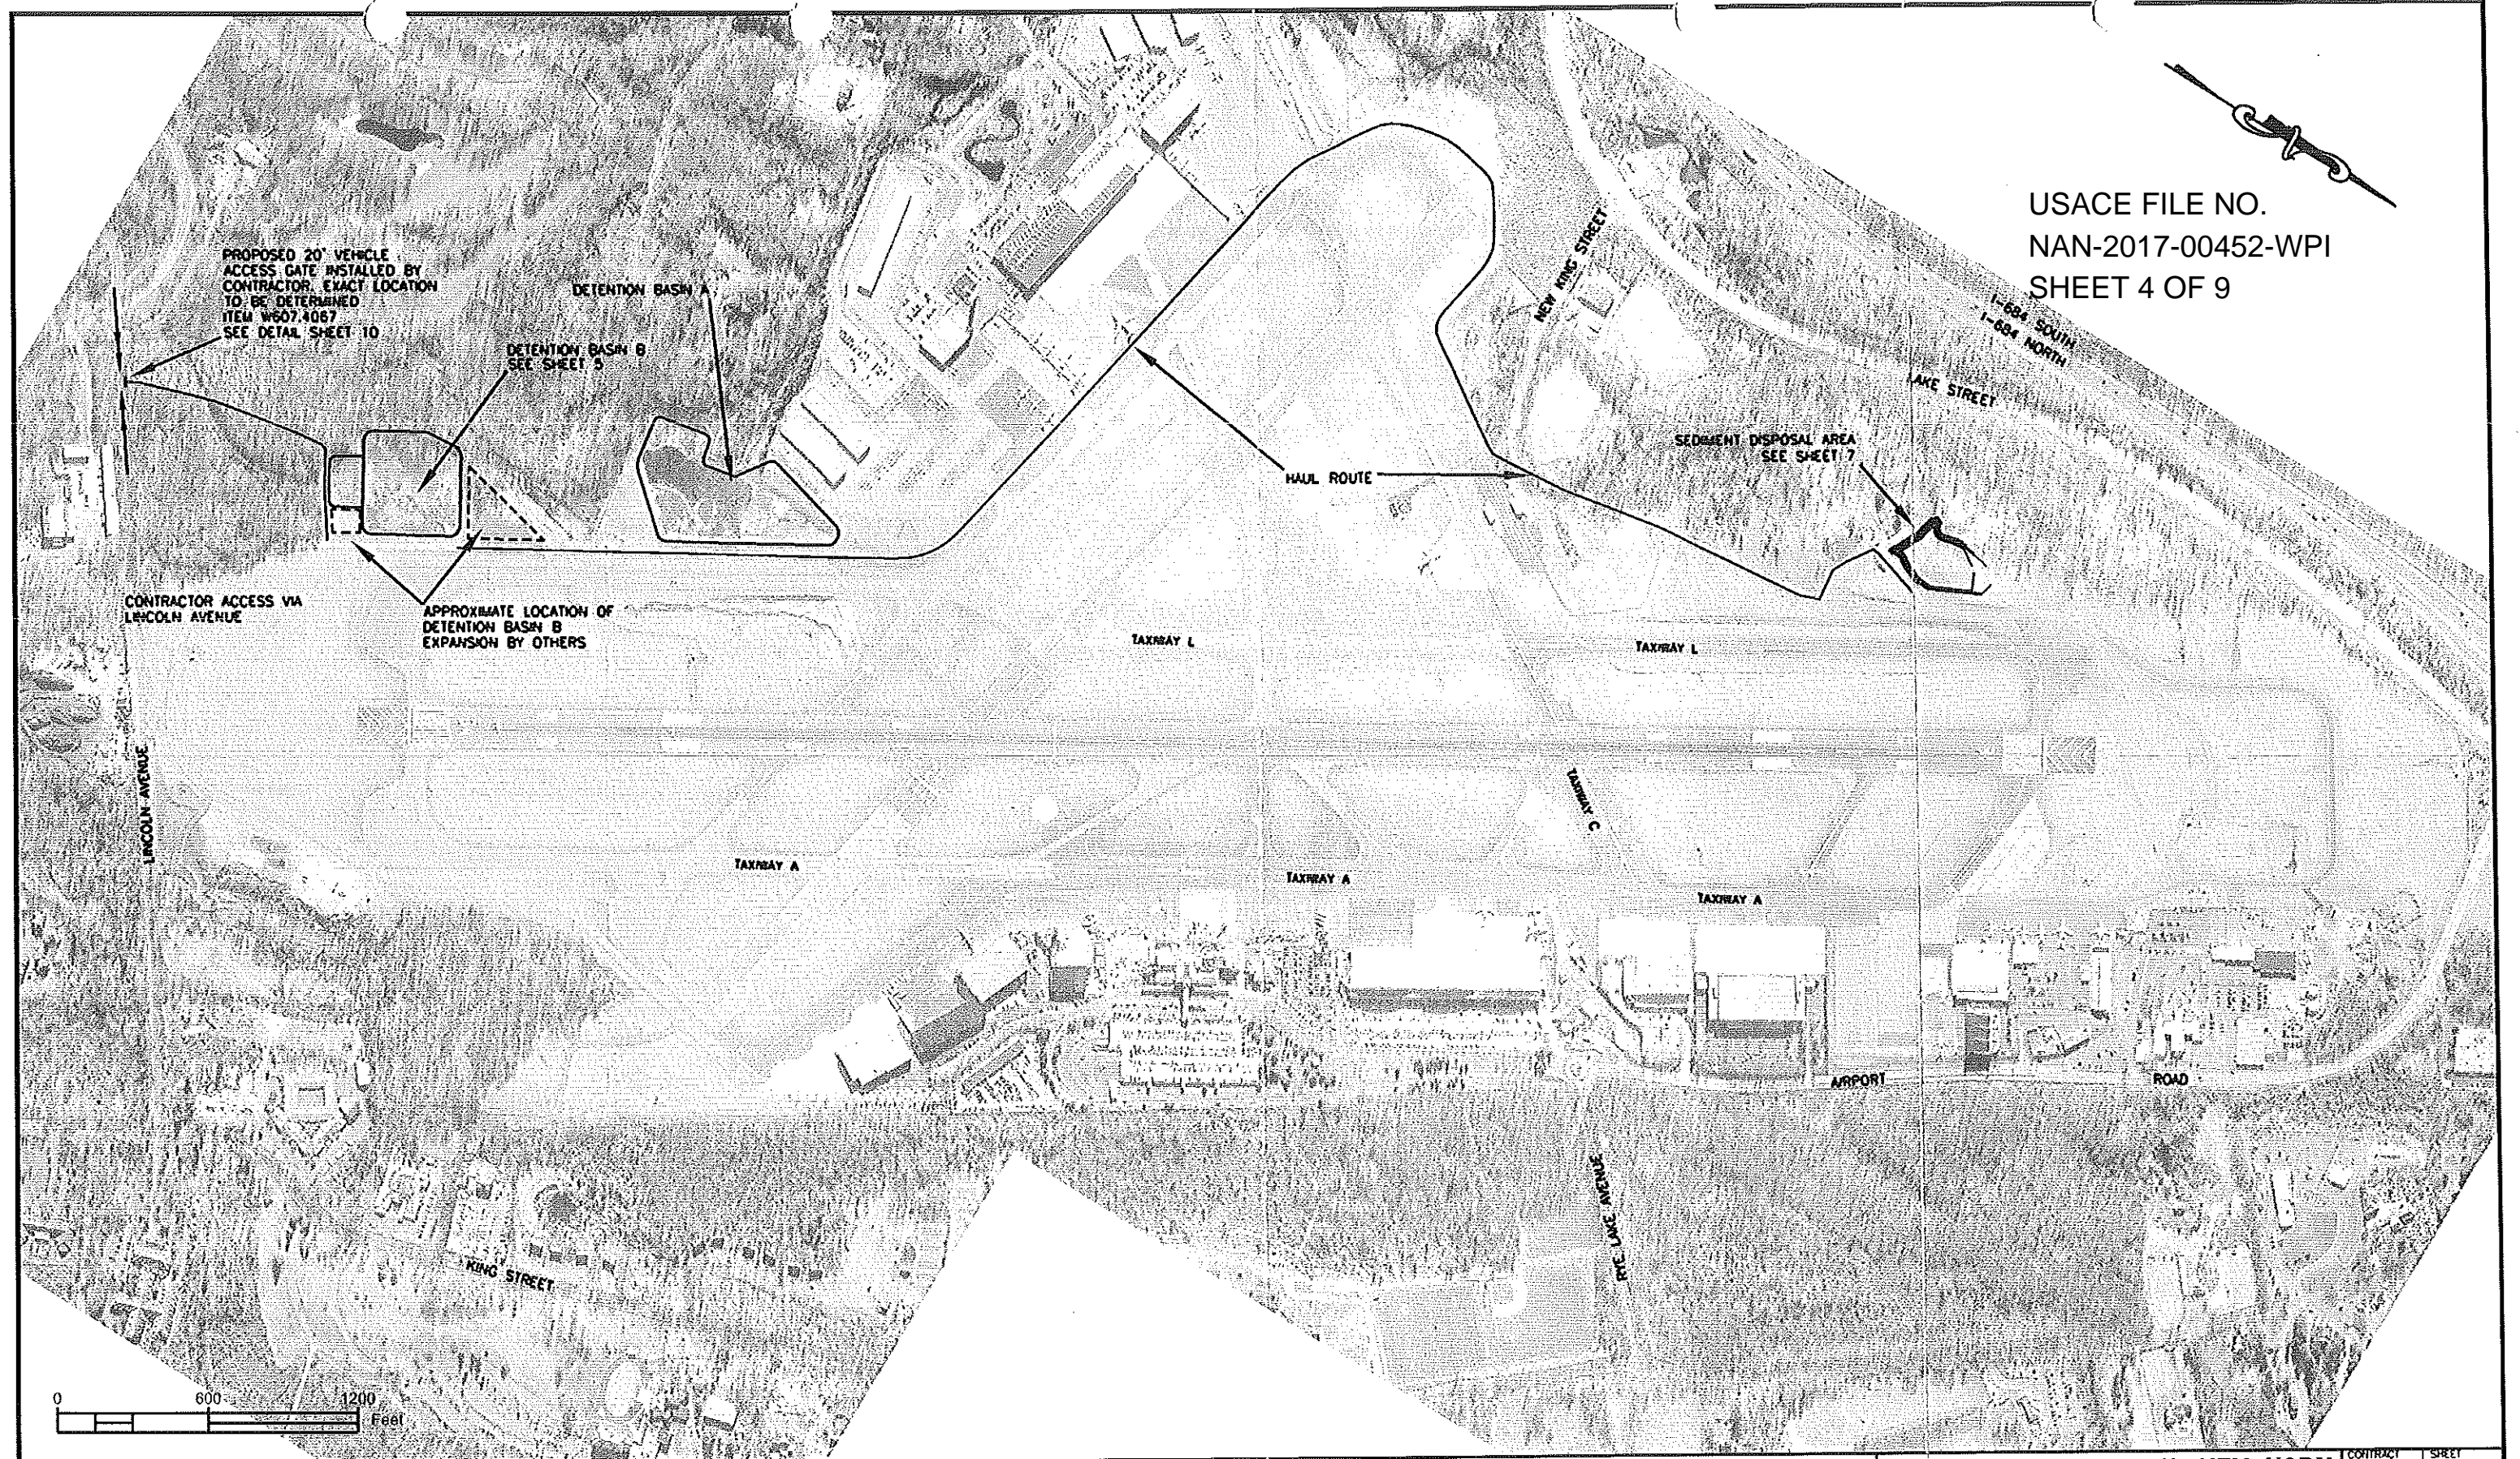 USACE FILE NO.
NAN-2017-00452-WPI
SHEET 4 OF 9
PROPOSED 20' VEHICLE
ACCESS GATE INSTALLED BY
CONTRACTOR. EXACT LOCATION
TO BE DETERMINED
ITEM W607.4067
SEE DETAIL SHEET 10
DETENTION BASIN A
DETENTION BASIN B
SEE SHEET 5
NEW KING STREET
I-684 SOUTH
I-684 NORTH
LAKE STREET
SEDIMENT DISPOSAL AREA
SEE SHEET 7
HAUL ROUTE
CONTRACTOR ACCESS VIA
LINCOLN AVENUE
APPROXIMATE LOCATION OF
DETENTION BASIN B
EXPANSION BY OTHERS
TAXIWAY L
TAXIWAY L
LINCOLN AVENUE
TAXIWAY C
TAXIWAY A
TAXIWAY A
TAXIWAY A
AIRPORT
ROAD
RYE LAKE AVENUE
KING STREET
0 600 1200
Feet
CONTRACT
SHEET